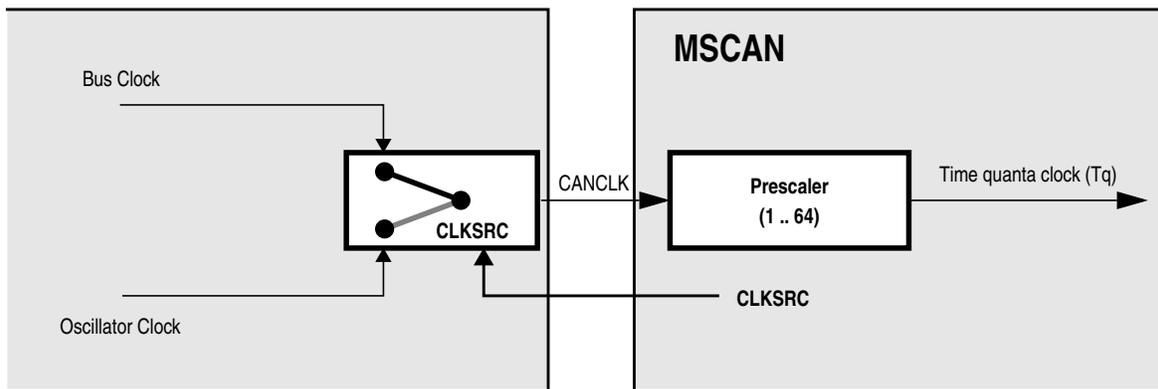 MSCAN
Bus Clock
CLKSRC
Oscillator Clock
CANCLK
Prescaler
(1 .. 64)
Time quanta clock (Tq)
CLKSRC